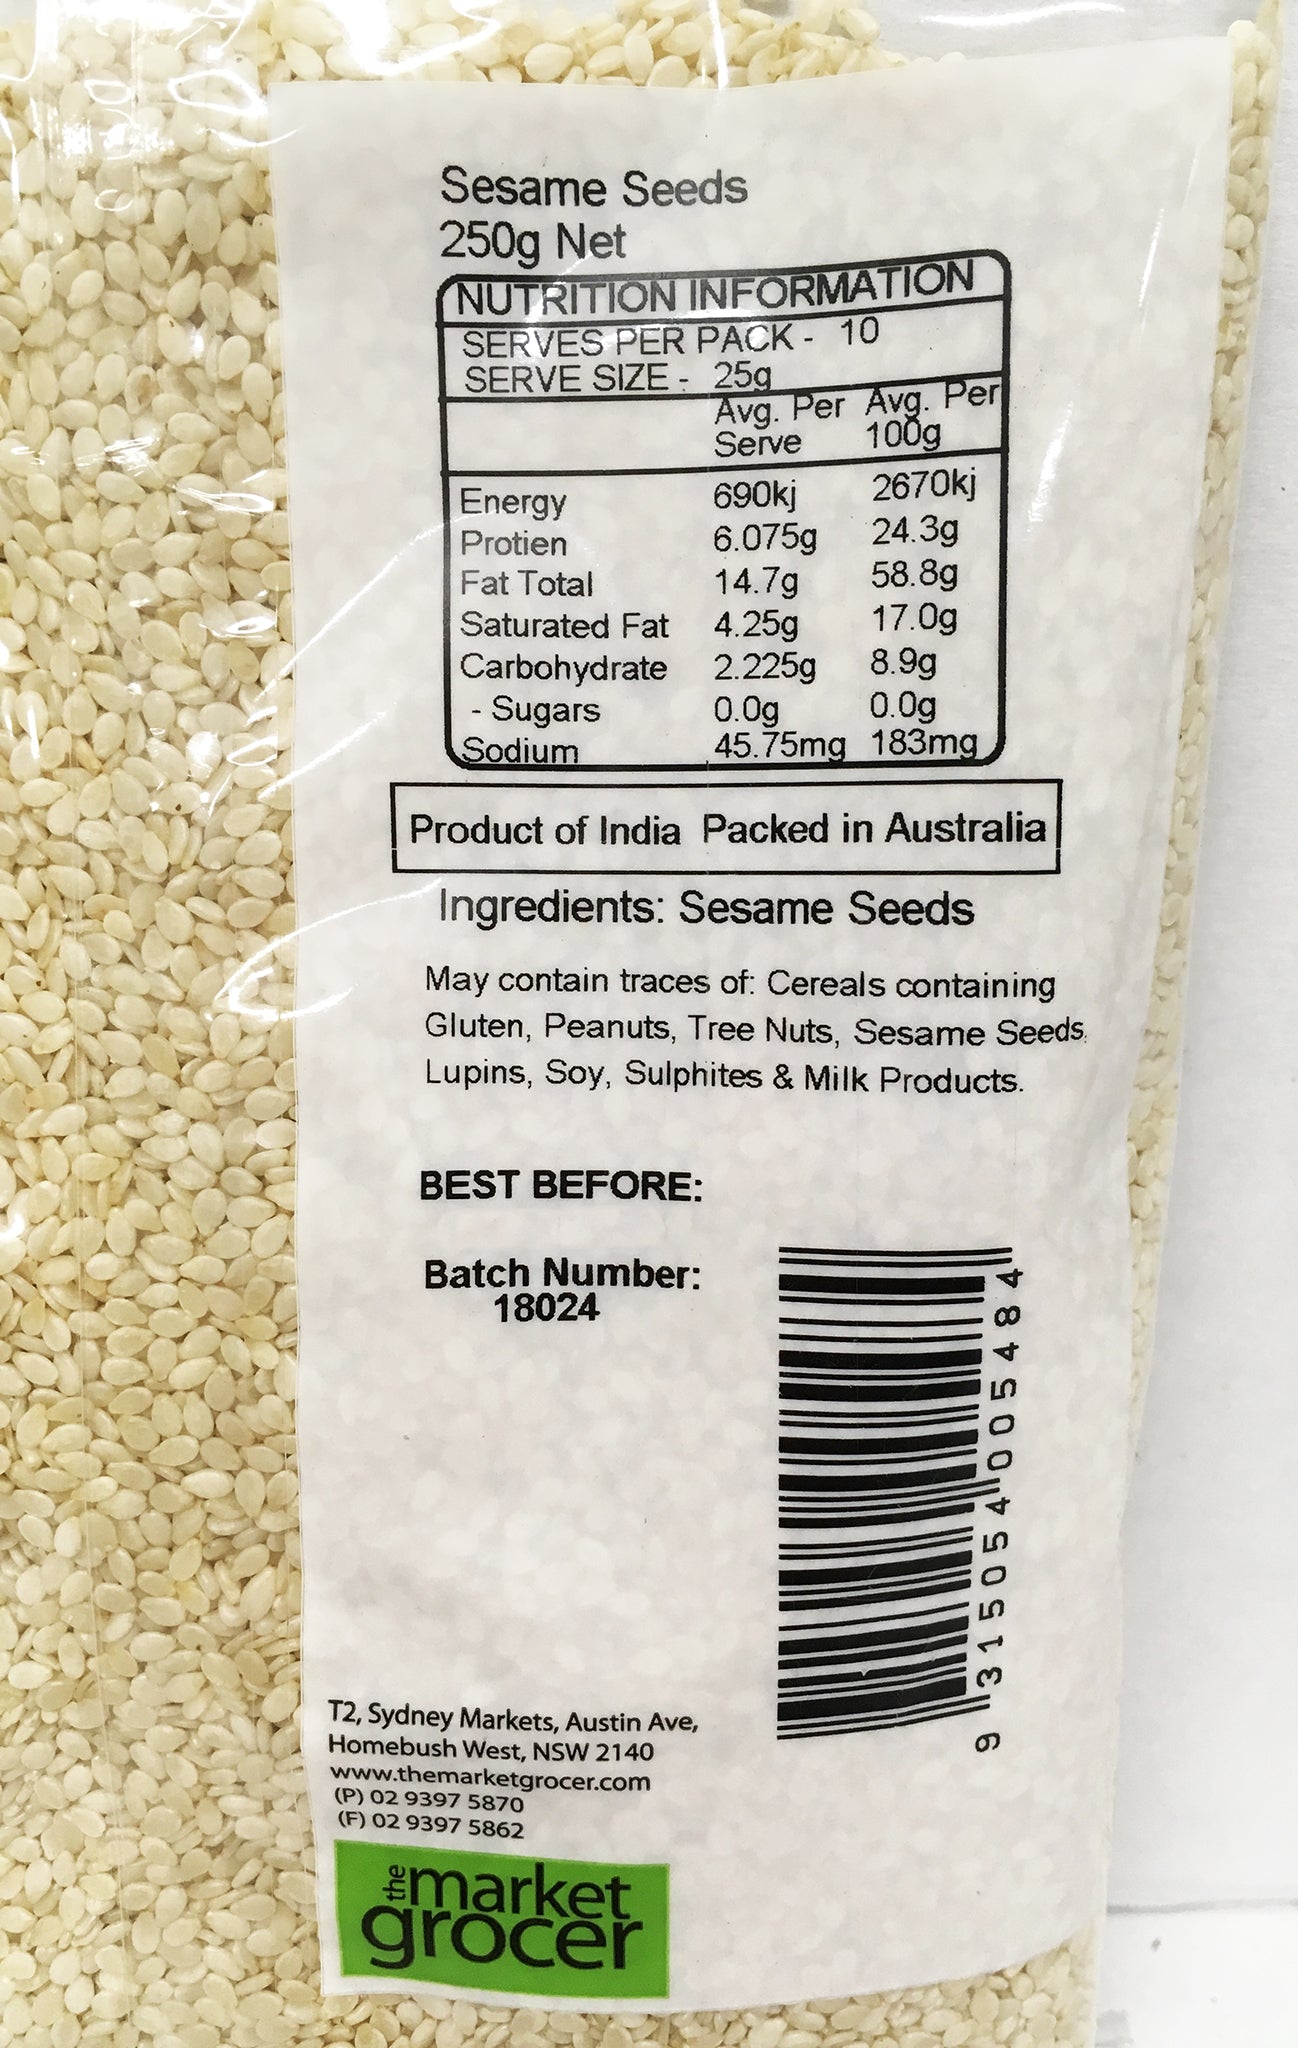 Sesame Seeds
250g Net
NUTRITION INFORMATION
SERVES PER PACK - 10
SERVE SIZE - 25g
Avg. Per Avg. Per
Serve 100g
Energy 690kj 2670kj
Protien 6.075g 24.3g
Fat Total 14.7g 58.8g
Saturated Fat 4.25g 17.0g
Carbohydrate 2.225g 8.9g
- Sugars 0.0g 0.0g
Sodium 45.75mg 183mg
Product of India Packed in Australia
Ingredients: Sesame Seeds
May contain traces of: Cereals containing
Gluten, Peanuts, Tree Nuts, Sesame Seeds,
Lupins, Soy, Sulphites & Milk Products.
BEST BEFORE:
Batch Number:
18024
9 315054 005484
T2, Sydney Markets, Austin Ave,
Homebush West, NSW 2140
www.themarketgrocer.com
(P) 02 9397 5870
(F) 02 9397 5862
the market
grocer